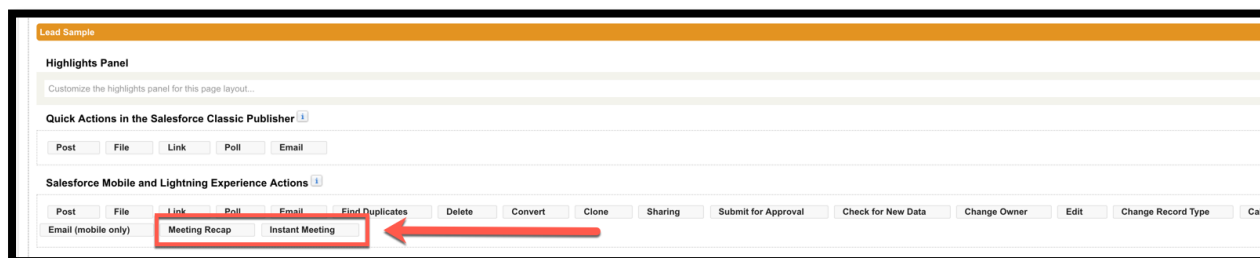 Lead Sample
Highlights Panel
Customize the highlights panel for this page layout...
Quick Actions in the Salesforce Classic Publisher i
Post File Link Poll Email
Salesforce Mobile and Lightning Experience Actions i
Post File Link Poll Email Find Duplicates Delete Convert Clone Sharing Submit for Approval Check for New Data Change Owner Edit Change Record Type Ca
Email (mobile only) Meeting Recap Instant Meeting